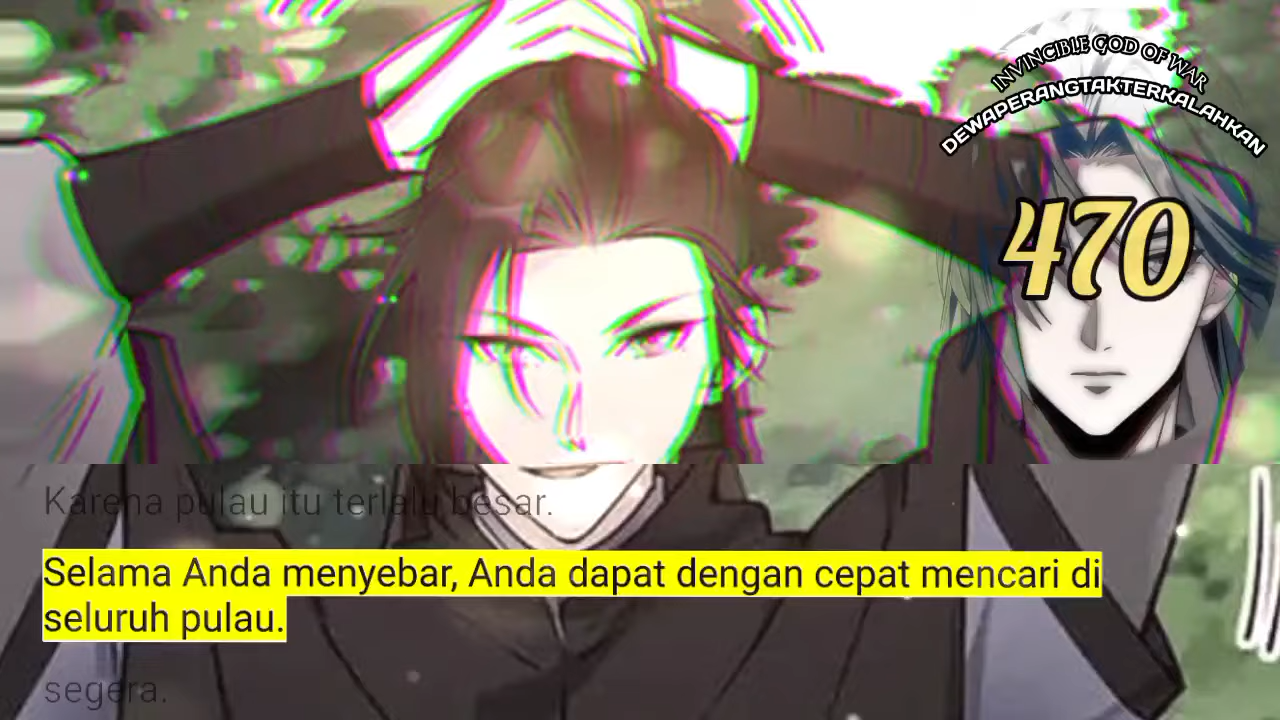 INVINCIBLE GOD OF WAR
DEWAPERANGTAKTERKALAHKAN
470
Karena pulau itu terlalu besar.
Selama Anda menyebar, Anda dapat dengan cepat mencari di
seluruh pulau.
segera.